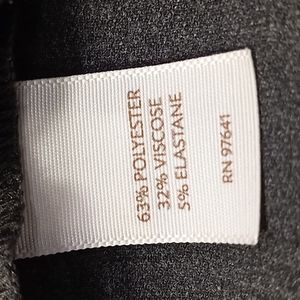 63% POLYESTER
32% VISCOSE
5% ELASTANE
RN 97641